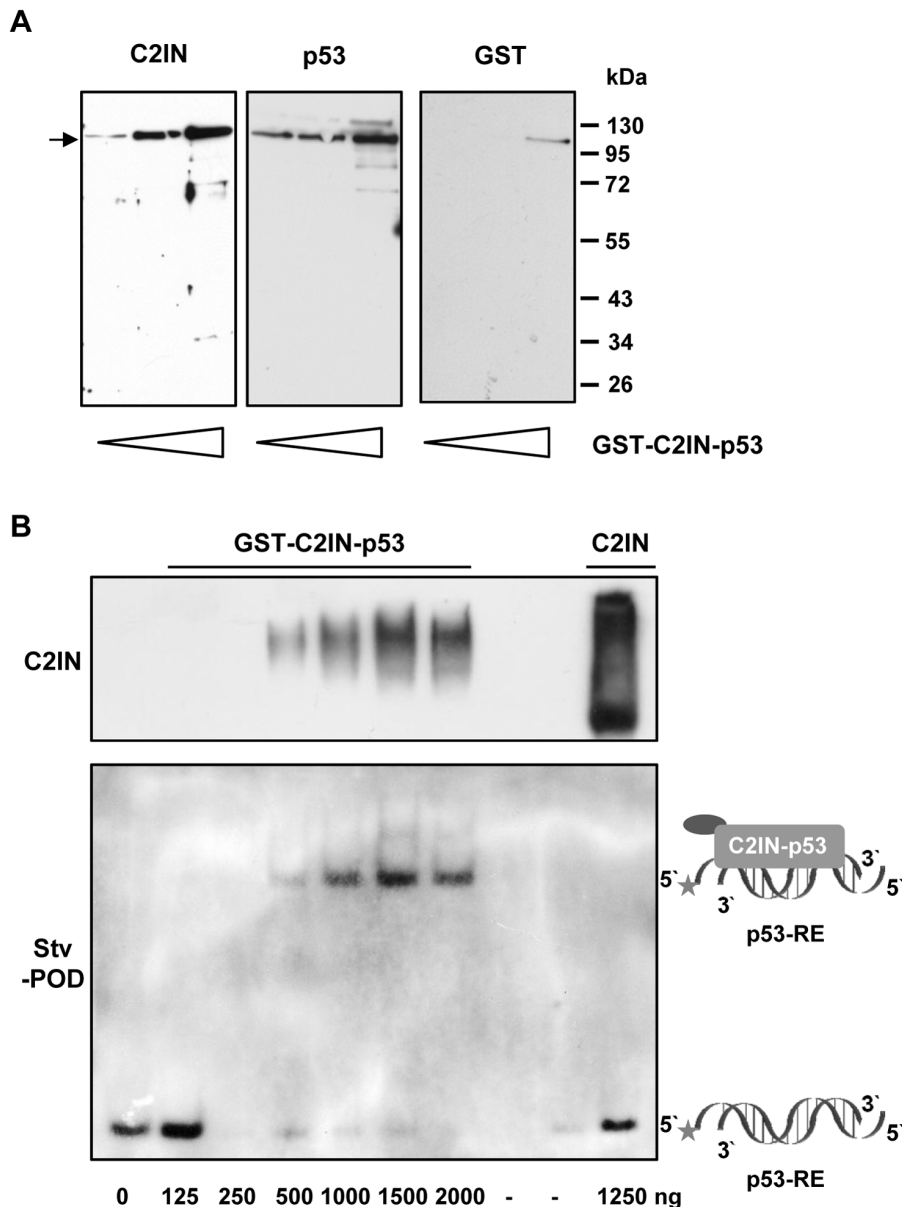 A
C2IN p53 GST
kDa
130
95
72
55
43
34
26
GST-C2IN-p53
B
GST-C2IN-p53 C2IN
C2IN
Stv
-POD
C2IN-p53
5` 3` 3` 5`
p53-RE
5` 3` 3` 5`
p53-RE
0 125 250 500 1000 1500 2000 - - 1250 ng